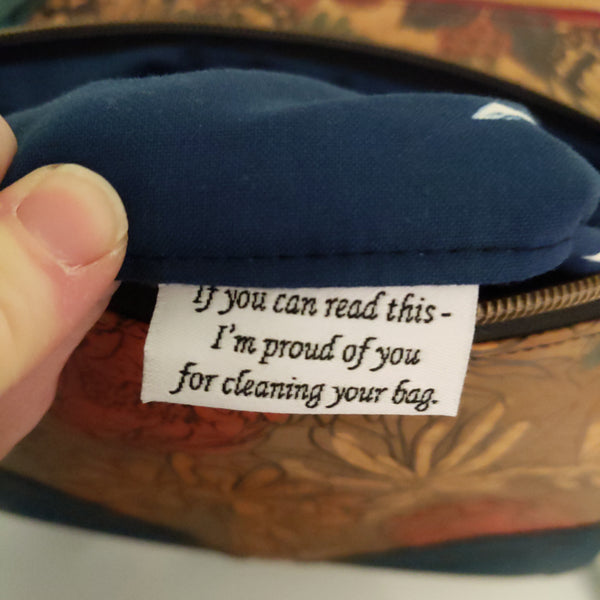 If you can read this -
I'm proud of you
for cleaning your bag.